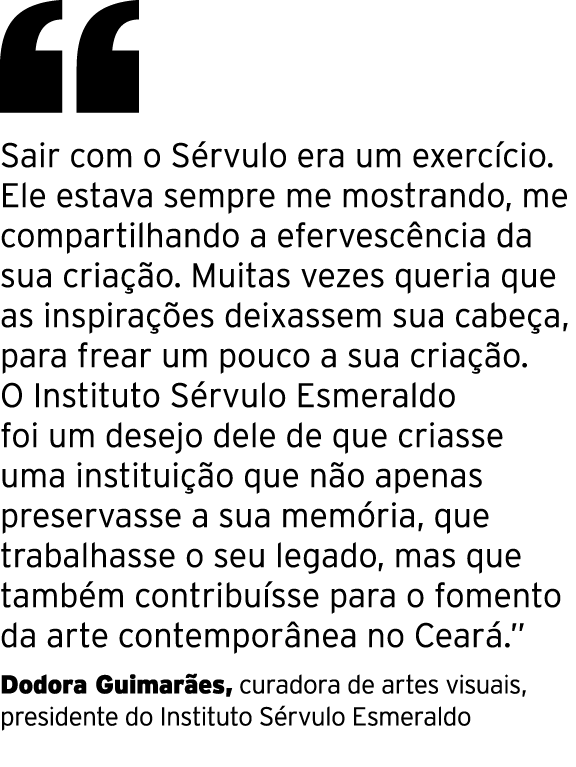 “
Sair com o Sérvulo era um exercício.
Ele estava sempre me mostrando, me
compartilhando a efervescência da
sua criação. Muitas vezes queria que
as inspirações deixassem sua cabeça,
para frear um pouco a sua criação.
O Instituto Sérvulo Esmeraldo
foi um desejo dele de que criasse
uma instituição que não apenas
preservasse a sua memória, que
trabalhasse o seu legado, mas que
também contribuísse para o fomento
da arte contemporânea no Ceará.”
Dodora Guimarães, curadora de artes visuais,
presidente do Instituto Sérvulo Esmeraldo